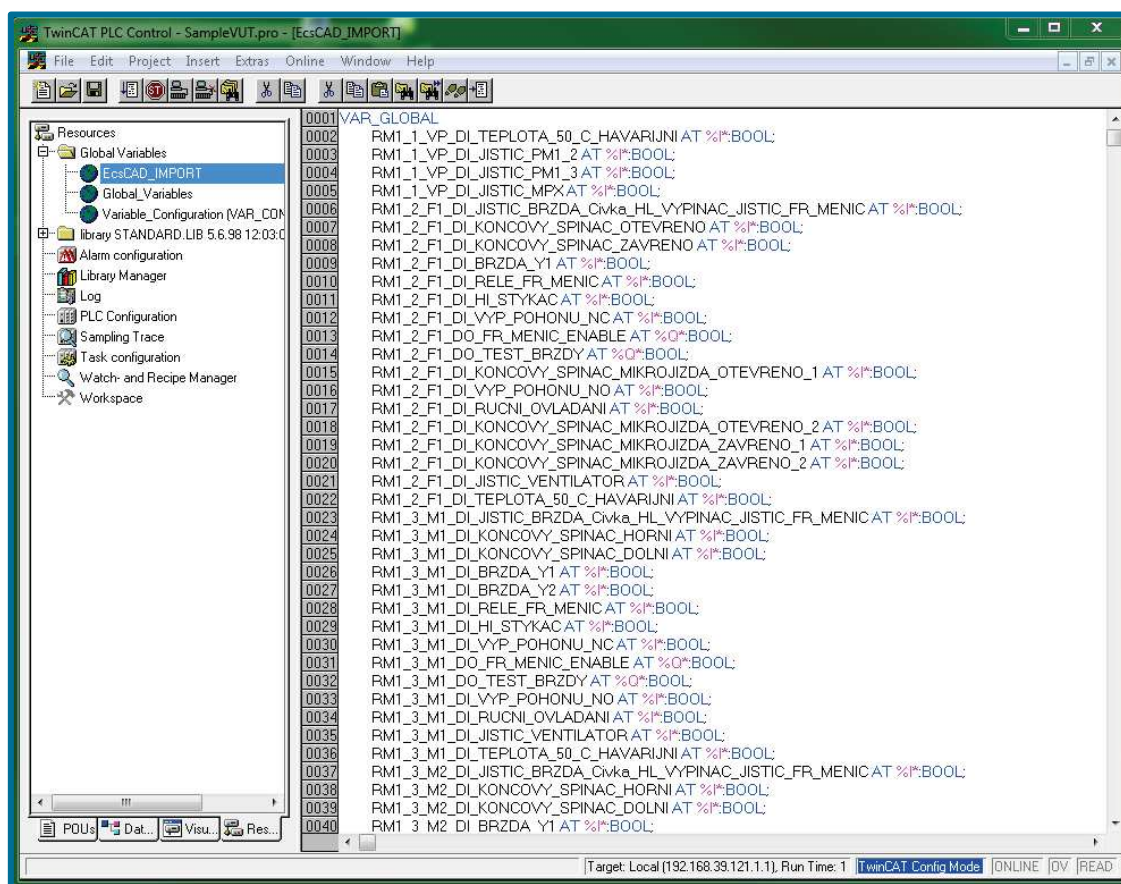 TwinCAT PLC Control - SampleVUT.pro - [EcsCAD_IMPORT]
File Edit Project Insert Extras Online Window Help
Resources
Global Variables
EcsCAD_IMPORT
Global_Variables
Variable_Configuration (VAR_CON
library STANDARD.LIB 5.6.98 12:03:0
Alarm configuration
Library Manager
Log
PLC Configuration
Sampling Trace
Task configuration
Watch- and Recipe Manager
Workspace
POUs Dat... Visu... Res...
0001 VAR_GLOBAL
0002 RM1_1_VP_DI_TEPLOTA_50_C_HAVARIJNI AT %I*:BOOL;
0003 RM1_1_VP_DI_JISTIC_PM1_2 AT %I*:BOOL;
0004 RM1_1_VP_DI_JISTIC_PM1_3 AT %I*:BOOL;
0005 RM1_1_VP_DI_JISTIC_MPX AT %I*:BOOL;
0006 RM1_2_F1_DI_JISTIC_BRZDA_Civka_HL_VYPINAC_JISTIC_FR_MENIC AT %I*:BOOL;
0007 RM1_2_F1_DI_KONCOVY_SPINAC_OTEVRENO AT %I*:BOOL;
0008 RM1_2_F1_DI_KONCOVY_SPINAC_ZAVRENO AT %I*:BOOL;
0009 RM1_2_F1_DI_BRZDA_Y1 AT %I*:BOOL;
0010 RM1_2_F1_DI_RELE_FR_MENIC AT %I*:BOOL;
0011 RM1_2_F1_DI_HI_STYKAC AT %I*:BOOL;
0012 RM1_2_F1_DI_VYP_POHONU_NC AT %I*:BOOL;
0013 RM1_2_F1_DO_FR_MENIC_ENABLE AT %Q*:BOOL;
0014 RM1_2_F1_DO_TEST_BRZDY AT %Q*:BOOL;
0015 RM1_2_F1_DI_KONCOVY_SPINAC_MIKROJIZDA_OTEVRENO_1 AT %I*:BOOL;
0016 RM1_2_F1_DI_VYP_POHONU_NO AT %I*:BOOL;
0017 RM1_2_F1_DI_RUCNI_OVLADANI AT %I*:BOOL;
0018 RM1_2_F1_DI_KONCOVY_SPINAC_MIKROJIZDA_OTEVRENO_2 AT %I*:BOOL;
0019 RM1_2_F1_DI_KONCOVY_SPINAC_MIKROJIZDA_ZAVRENO_1 AT %I*:BOOL;
0020 RM1_2_F1_DI_KONCOVY_SPINAC_MIKROJIZDA_ZAVRENO_2 AT %I*:BOOL;
0021 RM1_2_F1_DI_JISTIC_VENTILATOR AT %I*:BOOL;
0022 RM1_2_F1_DI_TEPLOTA_50_C_HAVARIJNI AT %I*:BOOL;
0023 RM1_3_M1_DI_JISTIC_BRZDA_Civka_HL_VYPINAC_JISTIC_FR_MENIC AT %I*:BOOL;
0024 RM1_3_M1_DI_KONCOVY_SPINAC_HORNI AT %I*:BOOL;
0025 RM1_3_M1_DI_KONCOVY_SPINAC_DOLNI AT %I*:BOOL;
0026 RM1_3_M1_DI_BRZDA_Y1 AT %I*:BOOL;
0027 RM1_3_M1_DI_BRZDA_Y2 AT %I*:BOOL;
0028 RM1_3_M1_DI_RELE_FR_MENIC AT %I*:BOOL;
0029 RM1_3_M1_DI_HI_STYKAC AT %I*:BOOL;
0030 RM1_3_M1_DI_VYP_POHONU_NC AT %I*:BOOL;
0031 RM1_3_M1_DO_FR_MENIC_ENABLE AT %Q*:BOOL;
0032 RM1_3_M1_DO_TEST_BRZDY AT %Q*:BOOL;
0033 RM1_3_M1_DI_VYP_POHONU_NO AT %I*:BOOL;
0034 RM1_3_M1_DI_RUCNI_OVLADANI AT %I*:BOOL;
0035 RM1_3_M1_DI_JISTIC_VENTILATOR AT %I*:BOOL;
0036 RM1_3_M1_DI_TEPLOTA_50_C_HAVARIJNI AT %I*:BOOL;
0037 RM1_3_M2_DI_JISTIC_BRZDA_Civka_HL_VYPINAC_JISTIC_FR_MENIC AT %I*:BOOL;
0038 RM1_3_M2_DI_KONCOVY_SPINAC_HORNI AT %I*:BOOL;
0039 RM1_3_M2_DI_KONCOVY_SPINAC_DOLNI AT %I*:BOOL;
0040 RM1_3_M2_DI_BRZDA_Y1 AT %I*:BOOL;
Target: Local (192.168.39.121.1.1), Run Time: 1 TwinCAT Config Mode ONLINE OV READ